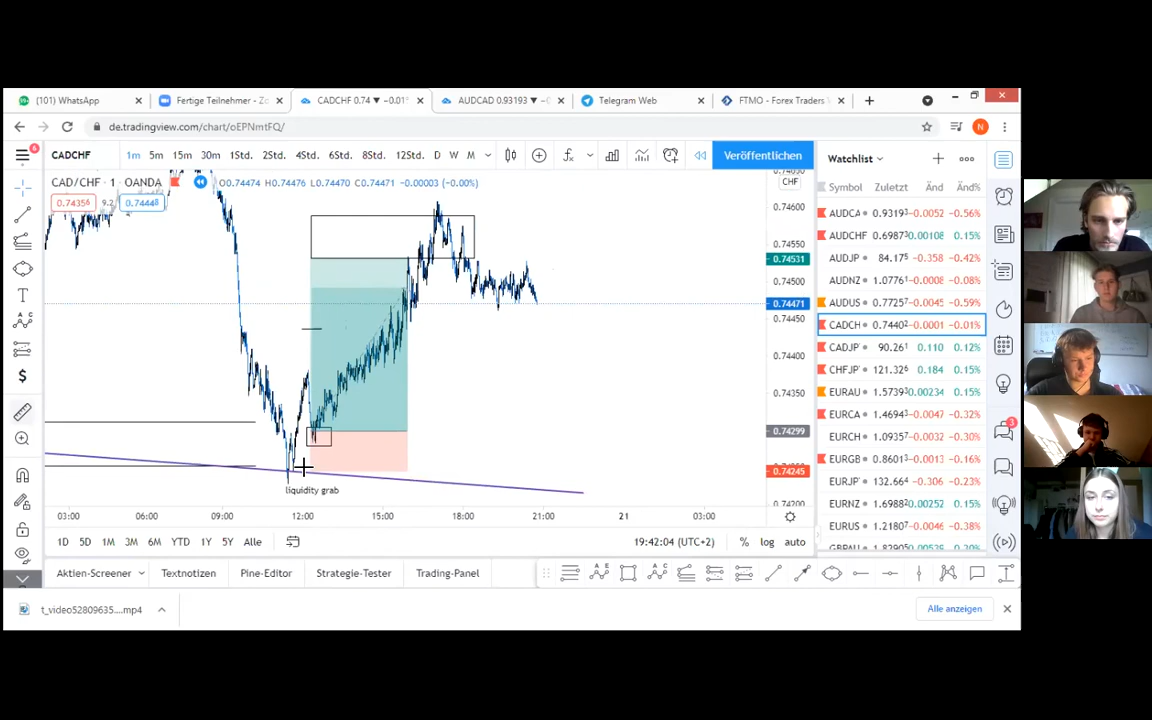 (101) WhatsApp
Fertige Teilnehmer - Zo
CADCHF 0.74 ▼ −0.01
AUDCAD 0.93193 ▼ −0
Telegram Web
FTMO - Forex Traders
de.tradingview.com/chart/oEPNmtFQ/
CADCHF 1m 5m 15m 30m 1Std. 2Std. 4Std. 6Std. 8Std. 12Std. D W M Veröffentlichen
Watchlist
CAD/CHF · 1 · OANDA O0.74474 H0.74476 L0.74470 C0.74471 −0.00003 (−0.00%)
CHF
0.74356 9.2 0.74448
Symbol Zuletzt Änd Änd%
AUDCA 0.93193 -0.0052 -0.56%
AUDCHF 0.69873 0.00108 0.15%
AUDJP 84.175 -0.358 -0.42%
AUDNZ 1.07761 -0.0008 -0.08%
AUDUS 0.77257 -0.0045 -0.59%
CADCH 0.74402 -0.0001 -0.01%
CADJP 90.261 0.110 0.12%
CHFJP 121.326 0.184 0.15%
EURAU 1.57393 0.00234 0.15%
EURCA 1.46943 -0.0047 -0.32%
EURCH 1.09357 -0.0032 -0.30%
EURGB 0.86013 -0.0013 -0.16%
EURJP 132.664 -0.306 -0.23%
EURNZ 1.69882 0.00252 0.15%
EURUS 1.21807 -0.0046 -0.38%
0.74600
0.74550
0.74531
0.74500
0.74471
0.74450
0.74400
0.74350
0.74299
0.74245
0.74200
liquidity grab
03:00 06:00 09:00 12:00 15:00 18:00 21:00 21 03:00
1D 5D 1M 3M 6M YTD 1Y 5Y Alle 19:42:04 (UTC+2) % log auto
Aktien-Screener Textnotizen Pine-Editor Strategie-Tester Trading-Panel
t_video52809635....mp4
Alle anzeigen